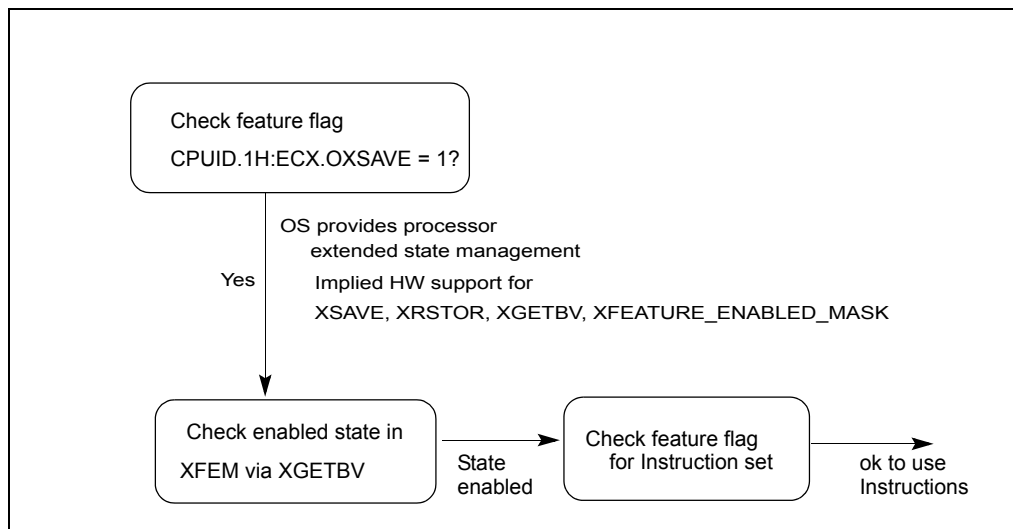 Check feature flag
CPUID.1H:ECX.OXSAVE = 1?
OS provides processor
extended state management
Yes
Implied HW support for
XSAVE, XRSTOR, XGETBV, XFEATURE_ENABLED_MASK
Check enabled state in
XFEM via XGETBV
State
enabled
Check feature flag
for Instruction set
ok to use
Instructions